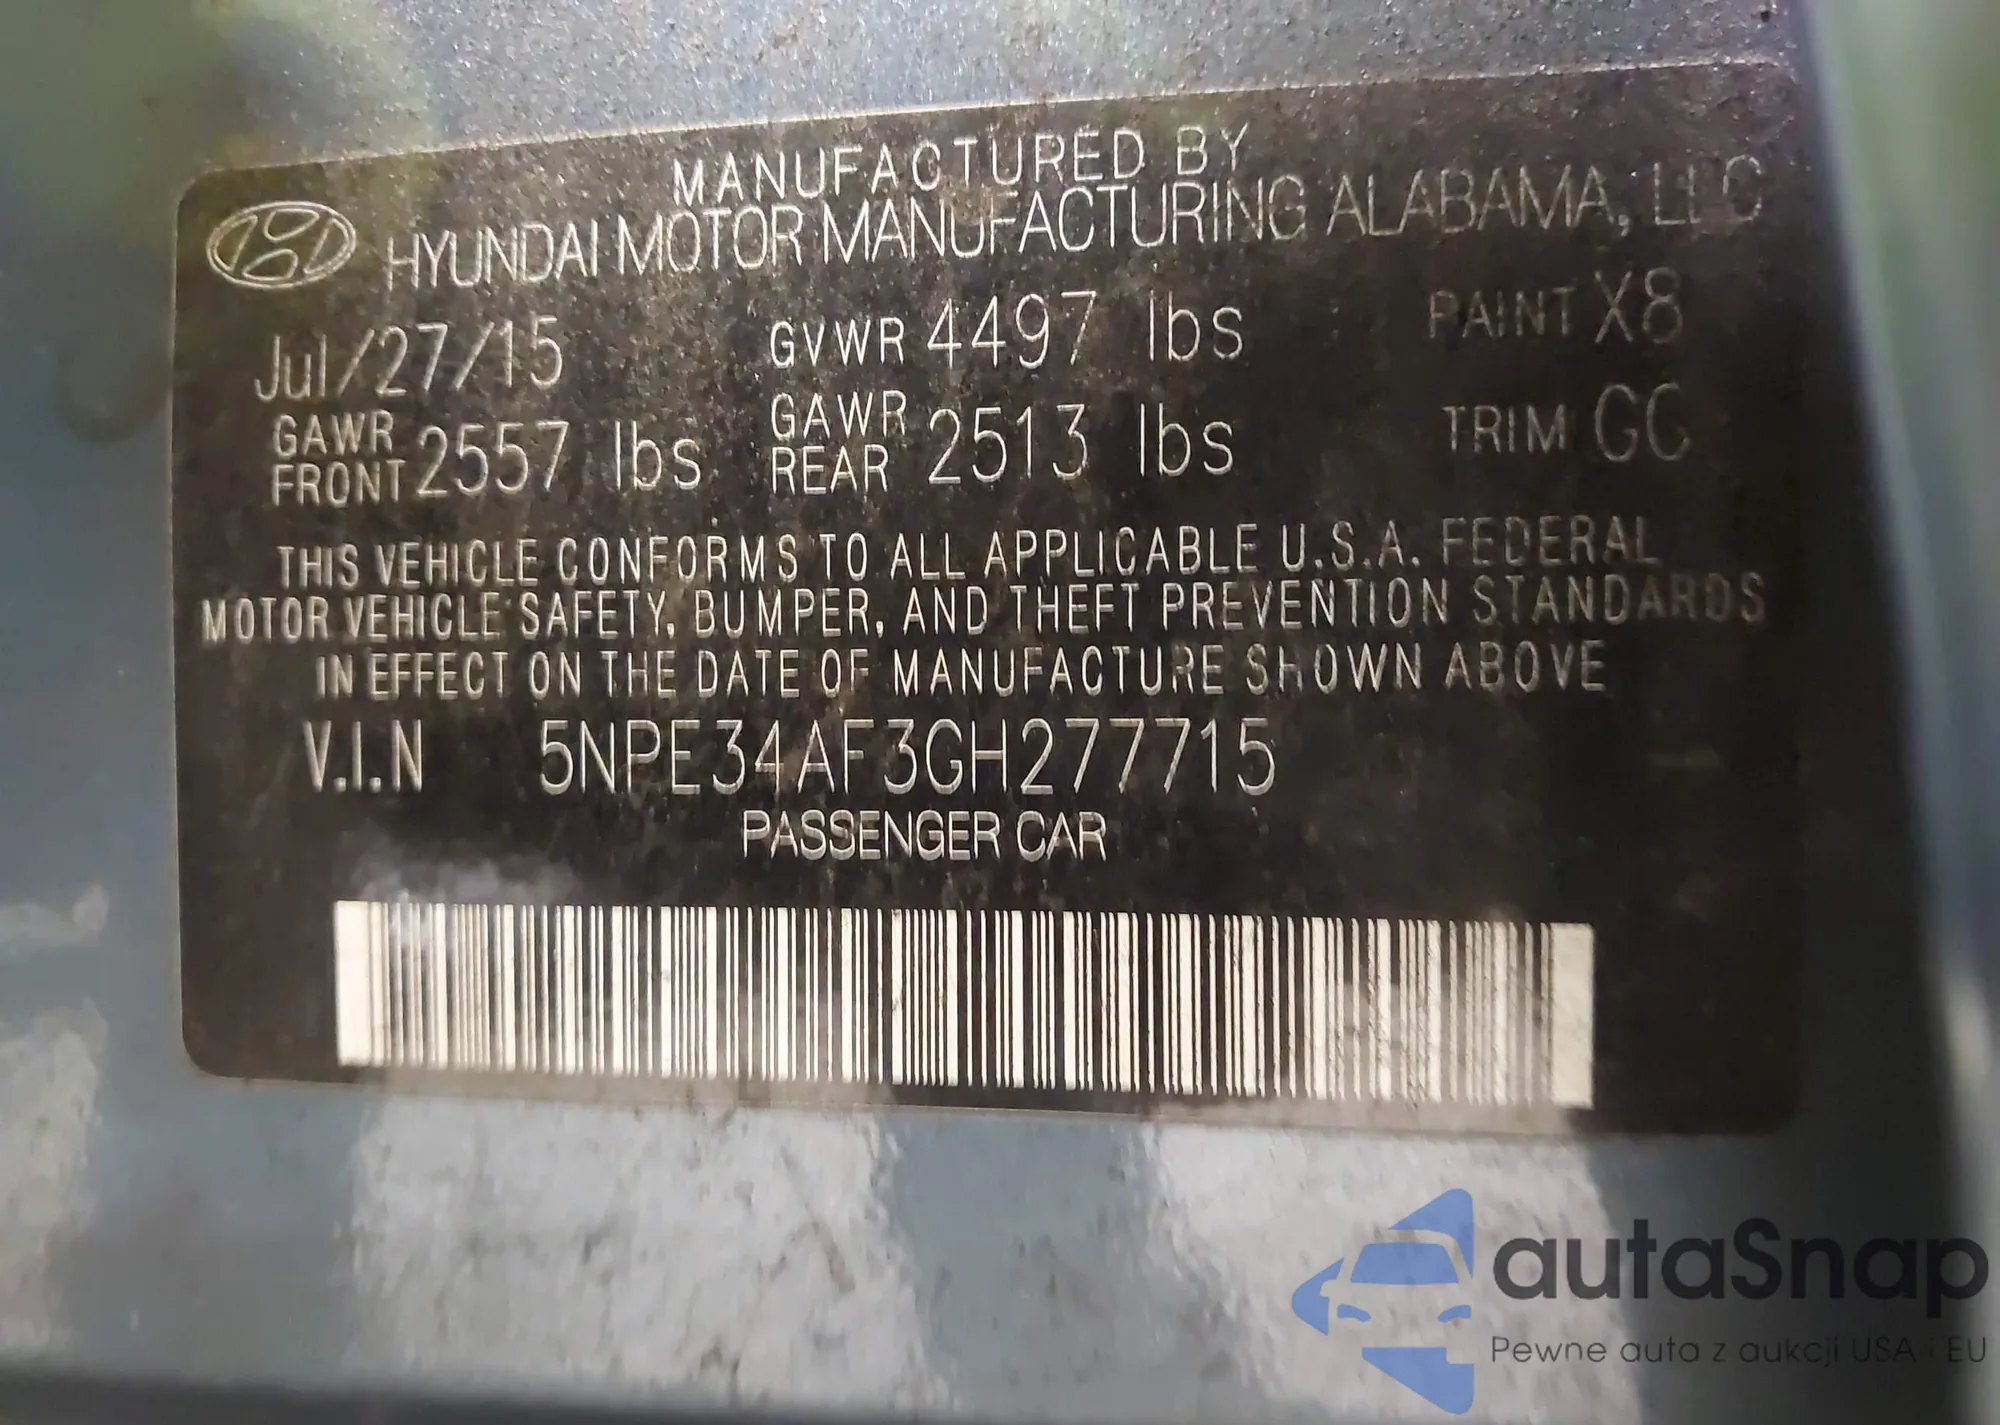 MANUFACTURED BY
HYUNDAI MOTOR MANUFACTURING ALABAMA, LLC
Jul/27/15 GVWR 4497 lbs PAINT X8
GAWR FRONT 2557 lbs GAWR REAR 2513 lbs TRIM GC
THIS VEHICLE CONFORMS TO ALL APPLICABLE U.S.A. FEDERAL
MOTOR VEHICLE SAFETY, BUMPER, AND THEFT PREVENTION STANDARDS
IN EFFECT ON THE DATE OF MANUFACTURE SHOWN ABOVE
V.I.N 5NPE34AF3GH277715
PASSENGER CAR
autaSnap
Pewne auta z aukcji USA i EU